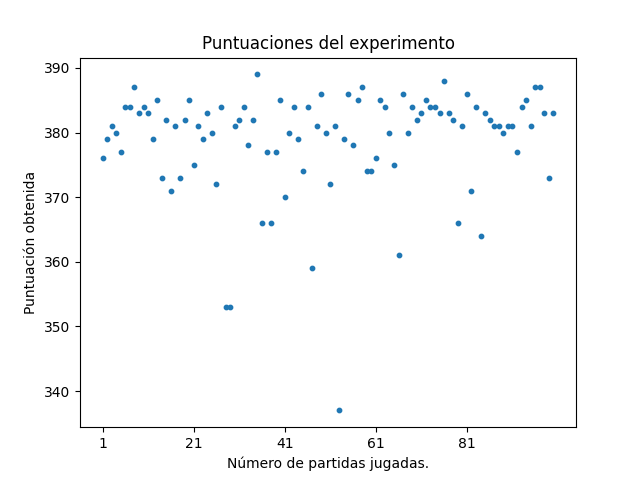 Puntuaciones del experimento
390
380
370
360
350
340
Puntuación obtenida
1 21 41 61 81
Número de partidas jugadas.